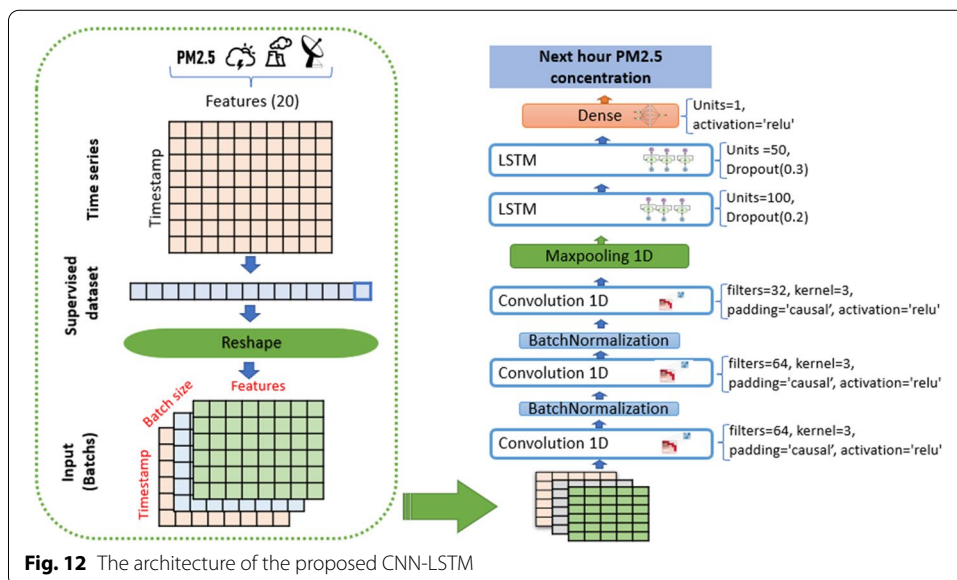 PM2.5
Features (20)
Time series
Timestamp
Supervised
dataset
Reshape
Features
Batch size
Timestamp
Input
(Batchs)
Next hour PM2.5
concentration
Dense
Units=1,
activation='relu'
LSTM
Units =50,
Dropout(0.3)
LSTM
Units=100,
Dropout(0.2)
Maxpooling 1D
Convolution 1D
filters=32, kernel=3,
padding='causal’, activation='relu'
BatchNormalization
Convolution 1D
filters=64, kernel=3,
padding='causal’, activation='relu'
BatchNormalization
Convolution 1D
filters=64, kernel=3,
padding='causal’, activation='relu'
Fig. 12 The architecture of the proposed CNN-LSTM